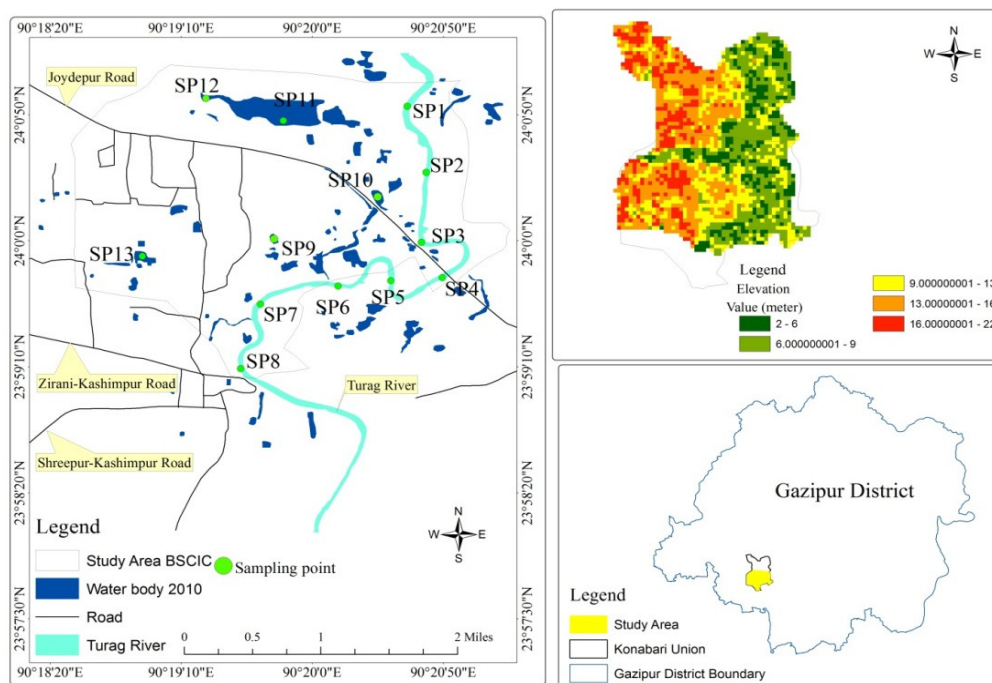 90°18'20"E 90°19'10"E 90°20'00"E 90°20'50"E
Joydepur Road
SP12
SP11
SP1
24°0'50"N
24°0'50"N
SP2
SP10
SP3
24°0'0"N
24°0'0"N
SP9
SP13
SP4
SP5
SP6
SP7
SP8
23°59'10"N
23°59'10"N
Zirani-Kashimpur Road
Turag River
Shreepur-Kashimpur Road
23°58'20"N
23°58'20"N
Legend
N
W E
S
Study Area BSCIC
Sampling point
Water body 2010
Road
Turag River
0 0.5 1 2 Miles
23°57'30"N
23°57'30"N
90°18'20"E 90°19'10"E 90°20'00"E 90°20'50"E
N
W E
S
Legend
Elevation
Value (meter)
2 - 6
6.000000001 - 9
9.000000001 - 13
13.00000001 - 16
16.00000001 - 22
Gazipur District
Legend
Study Area
Konabari Union
Gazipur District Boundary